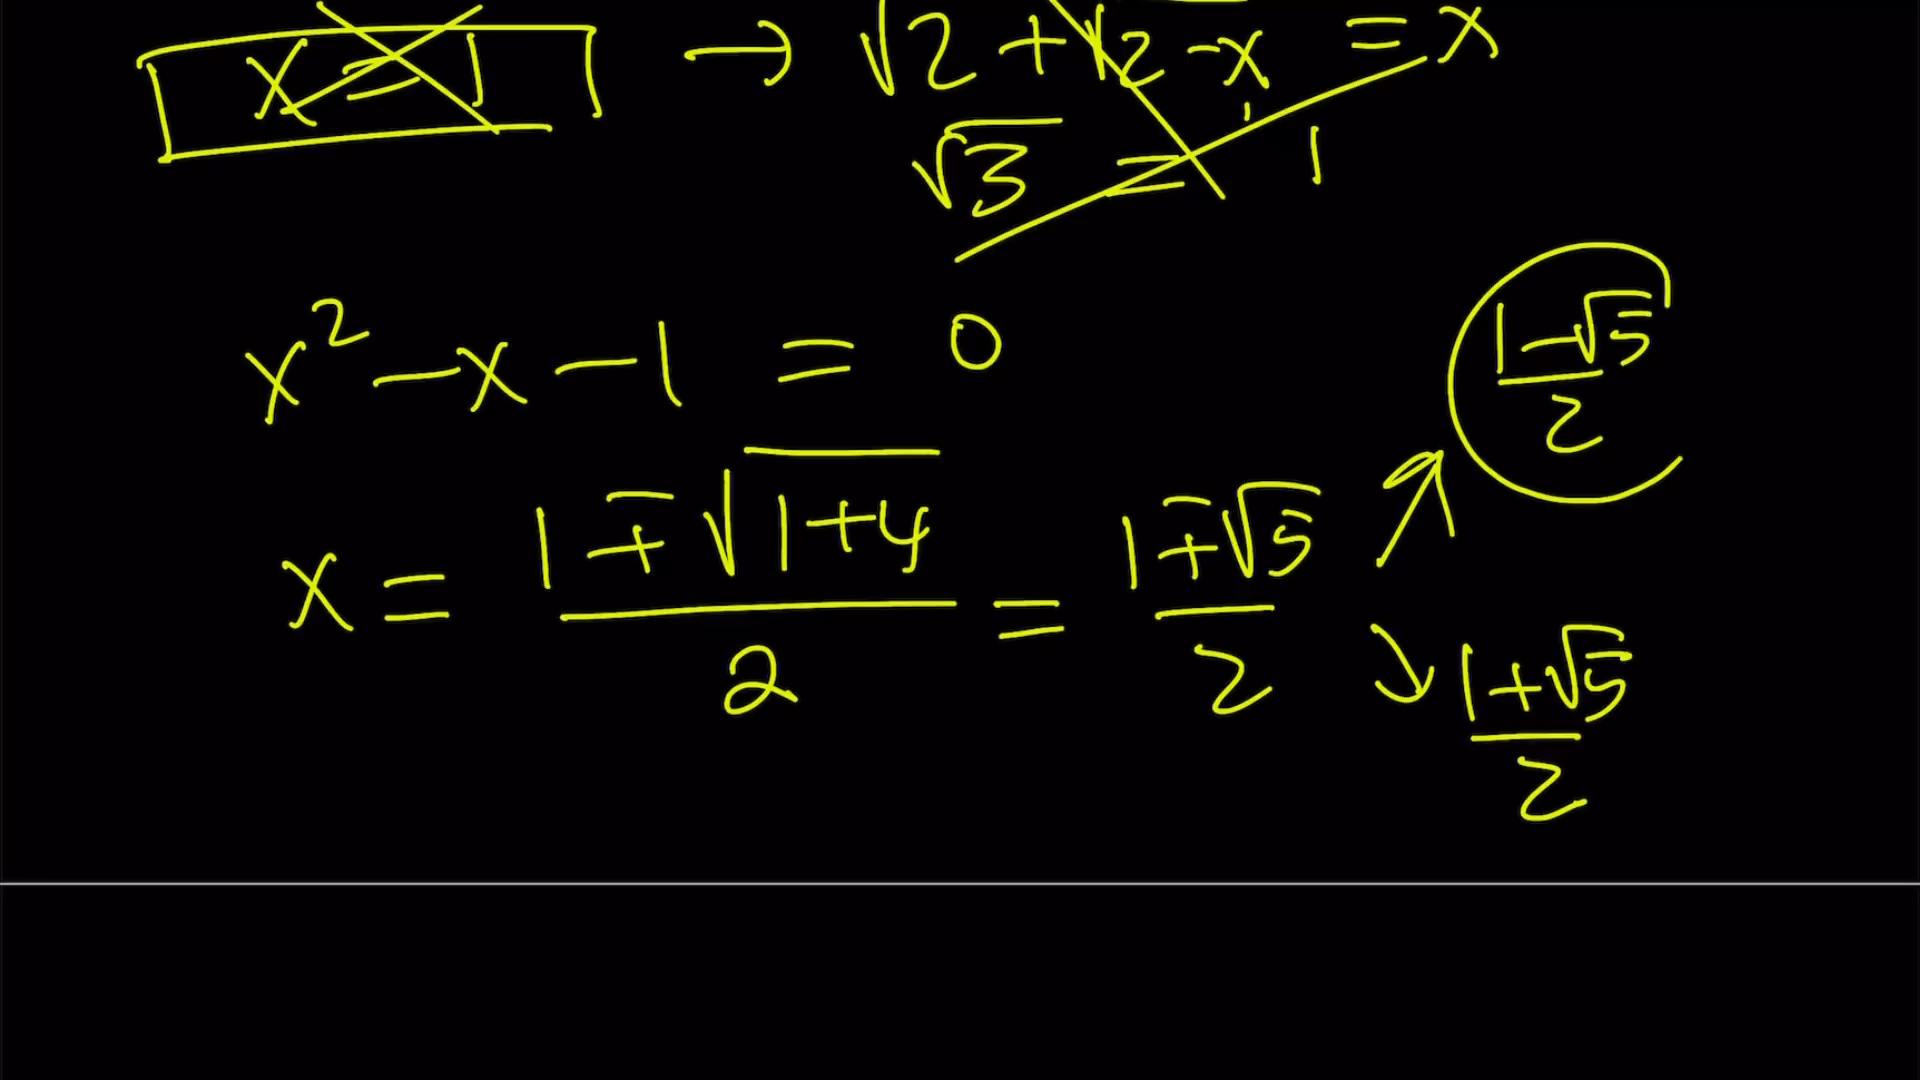 x = 1 → √2 + √2 - x = x
√3 = 1
x² - x - 1 = 0
(1 - √5)/2
x = (1 ∓ √(1+4))/2 = (1 ∓ √5)/2
(1 + √5)/2